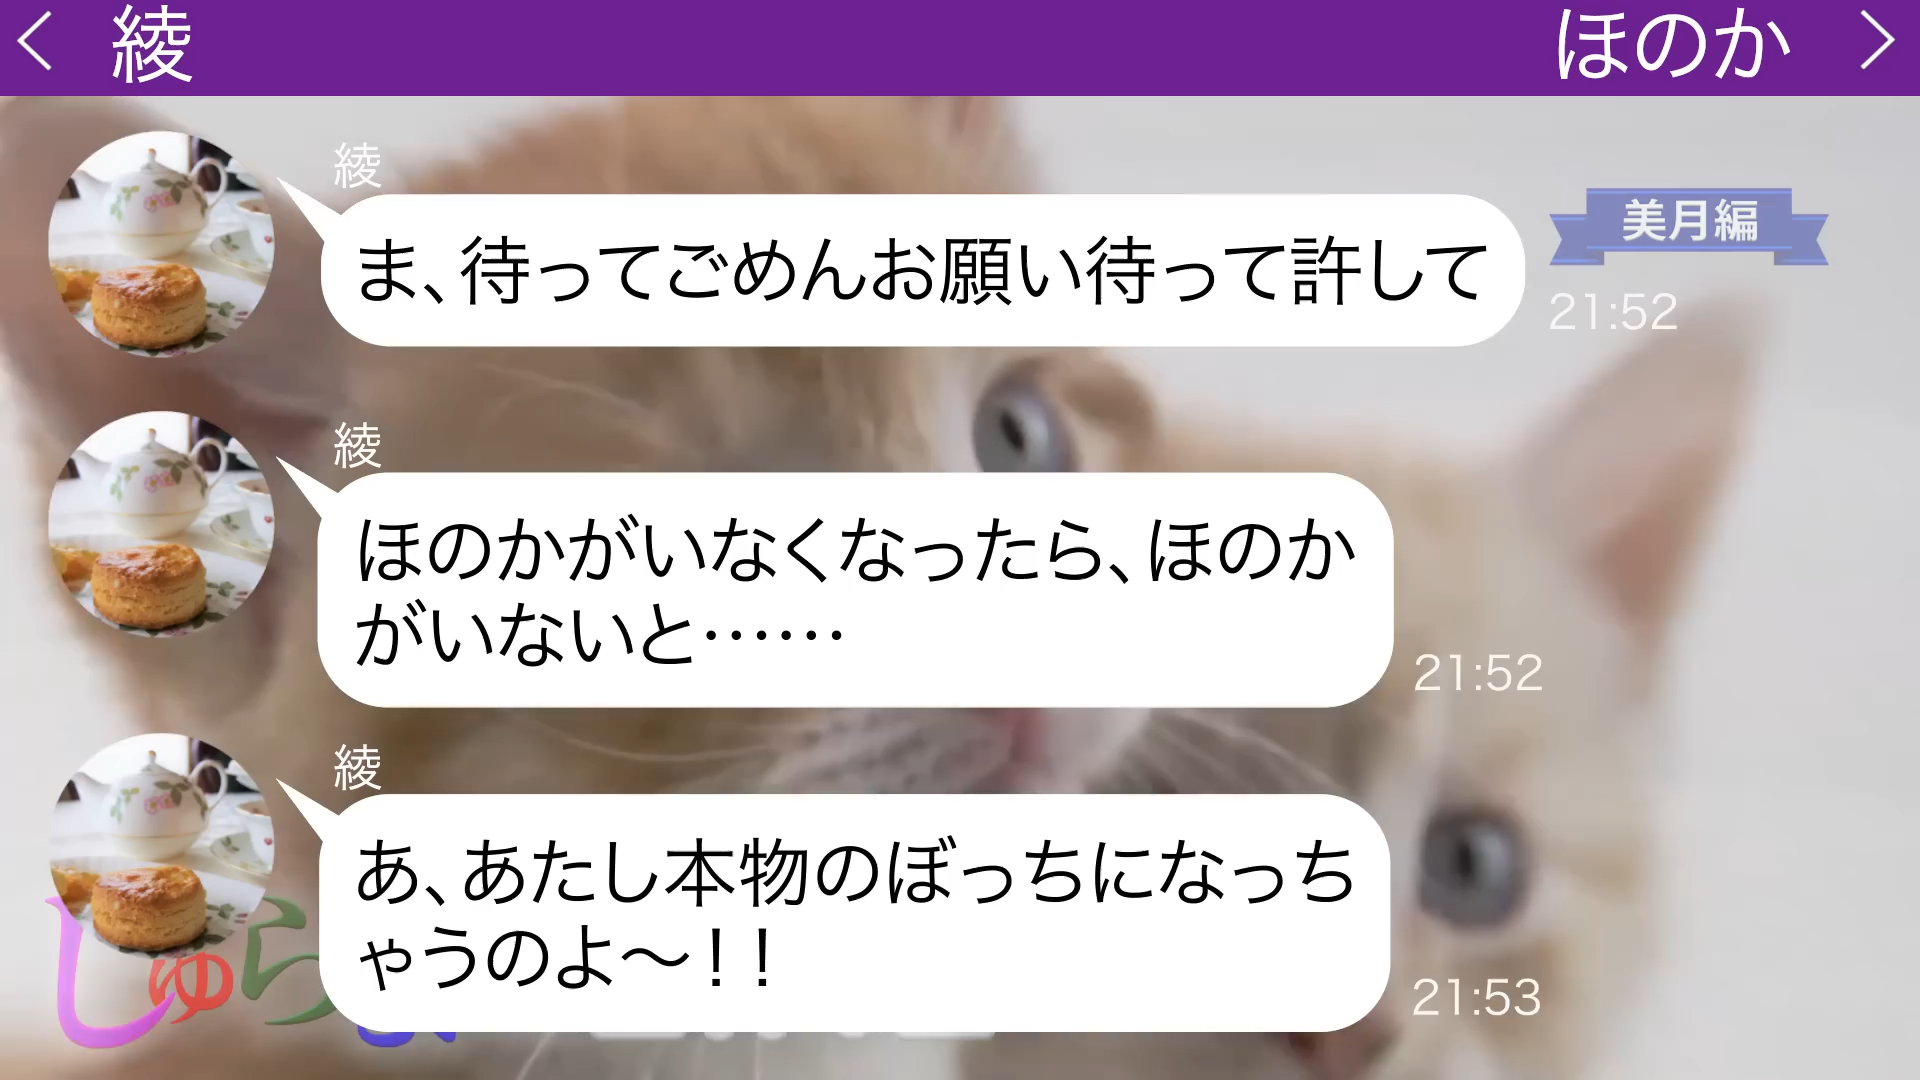 綾
ほのか
綾
ま、待ってごめんお願い待って許して
美月編
21:52
綾
ほのかがいなくなったら、ほのか
がいないと……
21:52
綾
あ、あたし本物のぼっちになっち
ゃうのよ～！！
21:53
しゅら